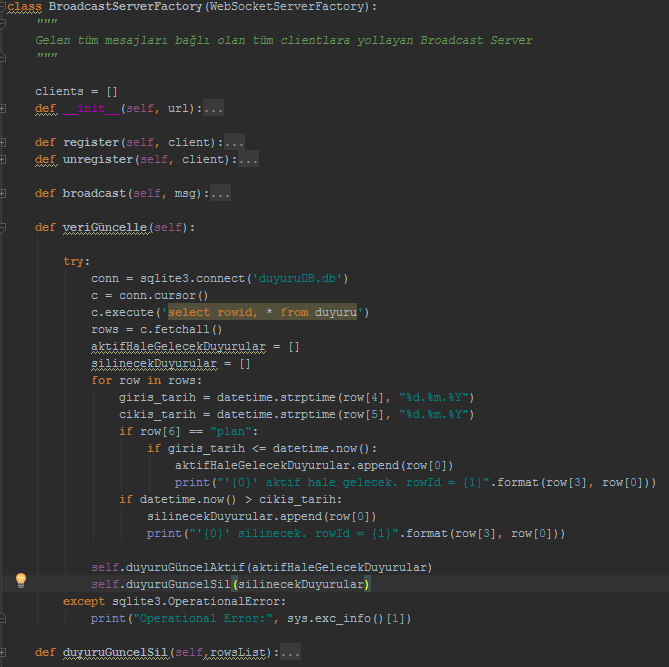 class BroadcastServerFactory(WebSocketServerFactory):
"""
Gelen tüm mesajları bağlı olan tüm clientlara yollayan Broadcast Server
"""
clients = []
def __init__(self, url):...
def register(self, client):...
def unregister(self, client):...
def broadcast(self, msg):...
def veriGüncelle(self):
try:
conn = sqlite3.connect('duyuruDB.db')
c = conn.cursor()
c.execute('select rowid, * from duyuru')
rows = c.fetchall()
aktifHaleGelecekDuyurular = []
silinecekDuyurular = []
for row in rows:
giris_tarih = datetime.strptime(row[4], "%d.%m.%Y")
cikis_tarih = datetime.strptime(row[5], "%d.%m.%Y")
if row[6] == "plan":
if giris_tarih <= datetime.now():
aktifHaleGelecekDuyurular.append(row[0])
print("'{0}' aktif hale gelecek. rowId = {1}".format(row[3], row[0]))
if datetime.now() > cikis_tarih:
silinecekDuyurular.append(row[0])
print("'{0}' silinecek. rowId = {1}".format(row[3], row[0]))
self.duyuruGüncelAktif(aktifHaleGelecekDuyurular)
self.duyuruGuncelSil(silinecekDuyurular)
except sqlite3.OperationalError:
print("Operational Error:", sys.exc_info()[1])
def duyuruGuncelSil(self,rowsList):...